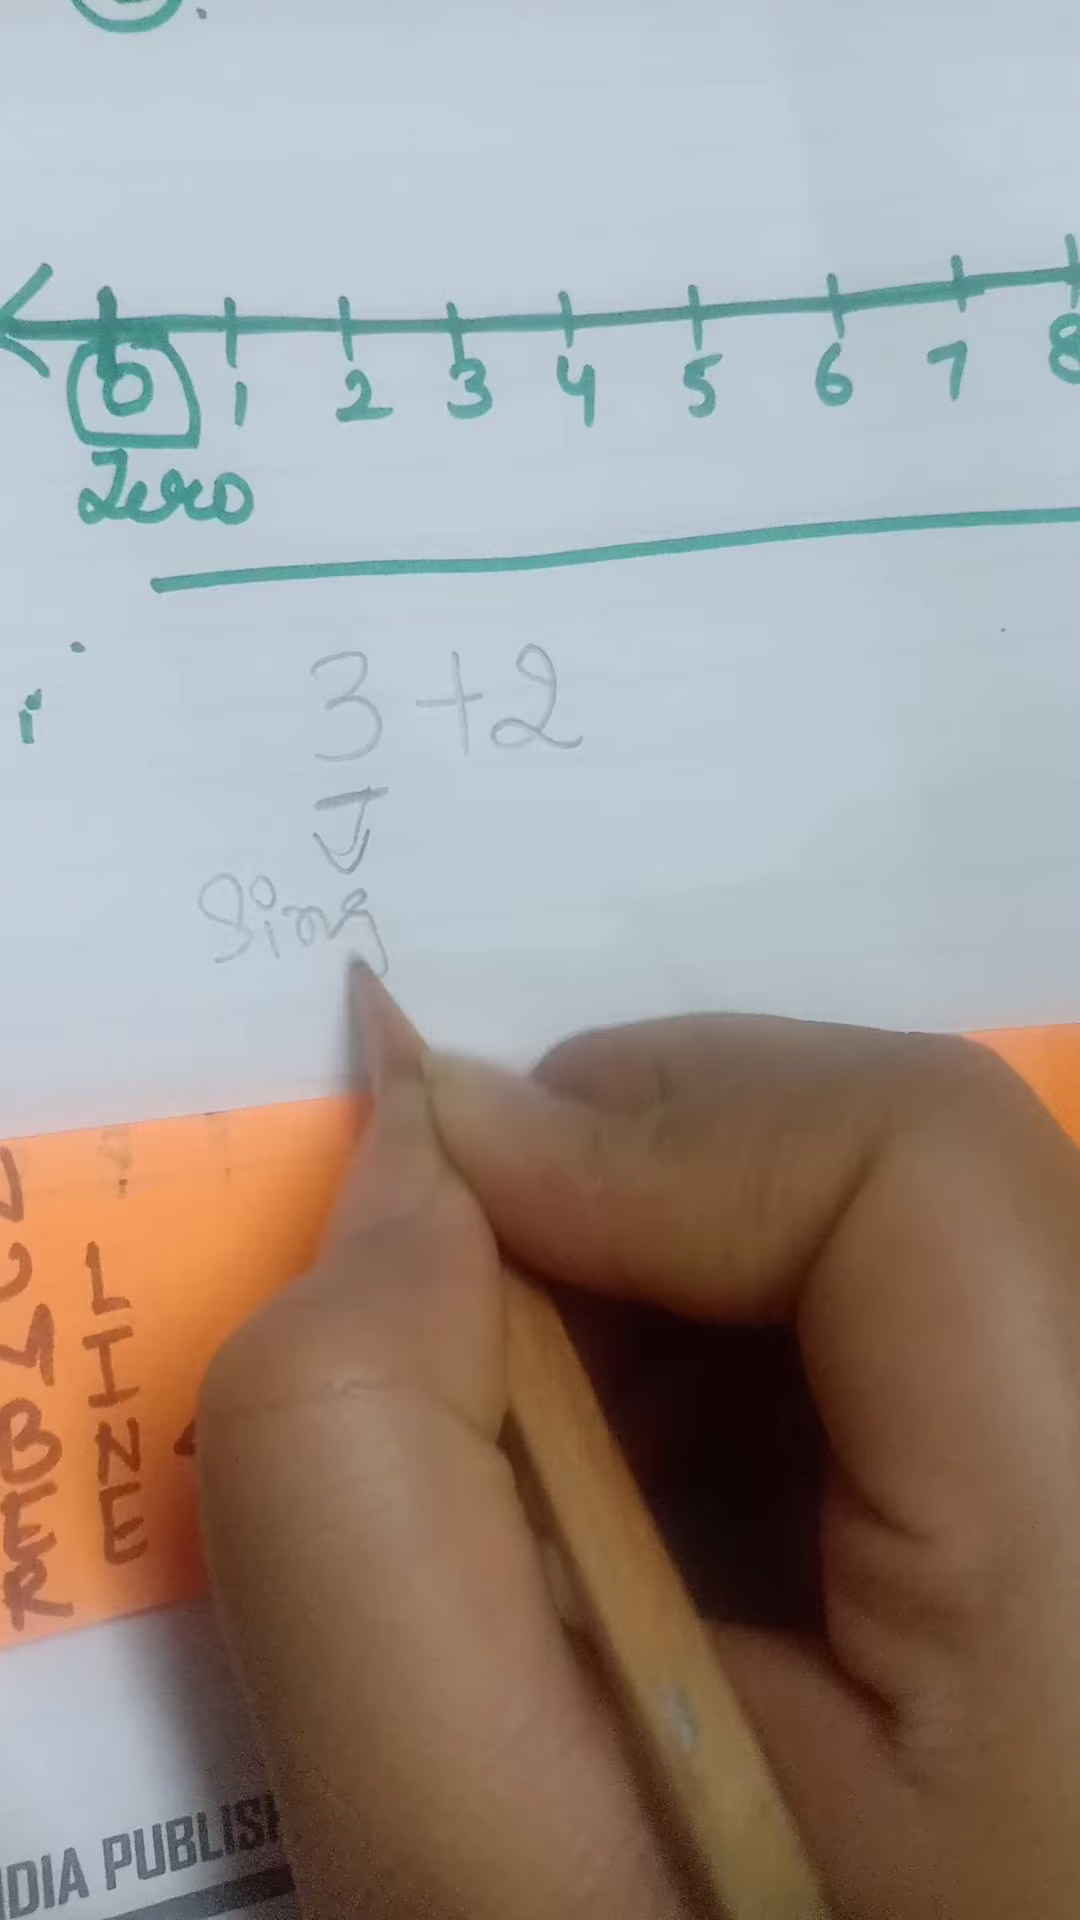 0 1 2 3 4 5 6 7 8
Zero
3 + 2
Sing
NUMBER
LINE
DIA PUBLIS